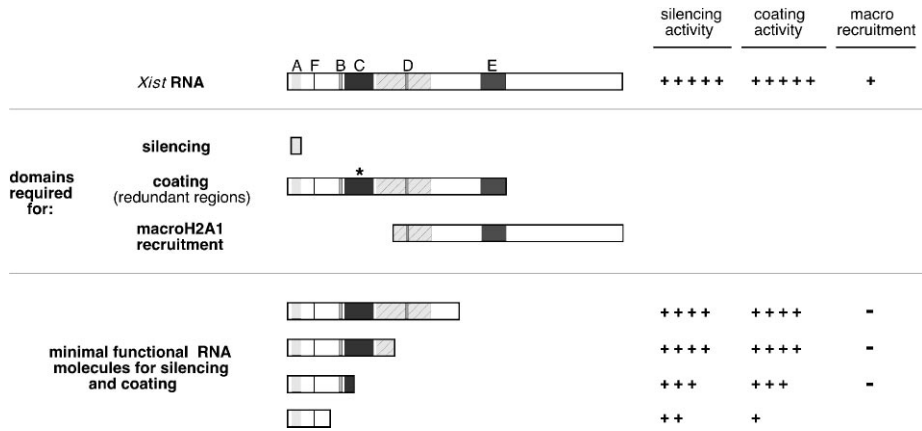 silencing activity
coating activity
macro recruitment
A F B C D E
Xist RNA
+ + + + +
+ + + + +
+
domains required for:
silencing
*
coating
(redundant regions)
macroH2A1
recruitment
minimal functional RNA
molecules for silencing
and coating
+ + + +
+ + + +
-
+ + + +
+ + + +
-
+ + +
+ + +
-
+ +
+